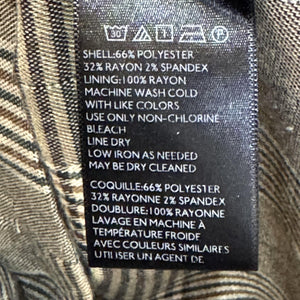 SHELL:66% POLYESTER
32% RAYON 2% SPANDEX
LINING:100% RAYON
MACHINE WASH COLD
WITH LIKE COLORS
USE ONLY NON-CHLORINE
BLEACH
LINE DRY
LOW IRON AS NEEDED
MAY BE DRY CLEANED
COQUILLE:66% POLYESTER
32% RAYONNE 2% SPANDEX
DOUBLURE:100% RAYONNE
LAVAGE EN MACHINE À
TEMPÉRATURE FROIDE
AVEC COULEURS SIMILAIRES
UTILISER UN AGENT DE